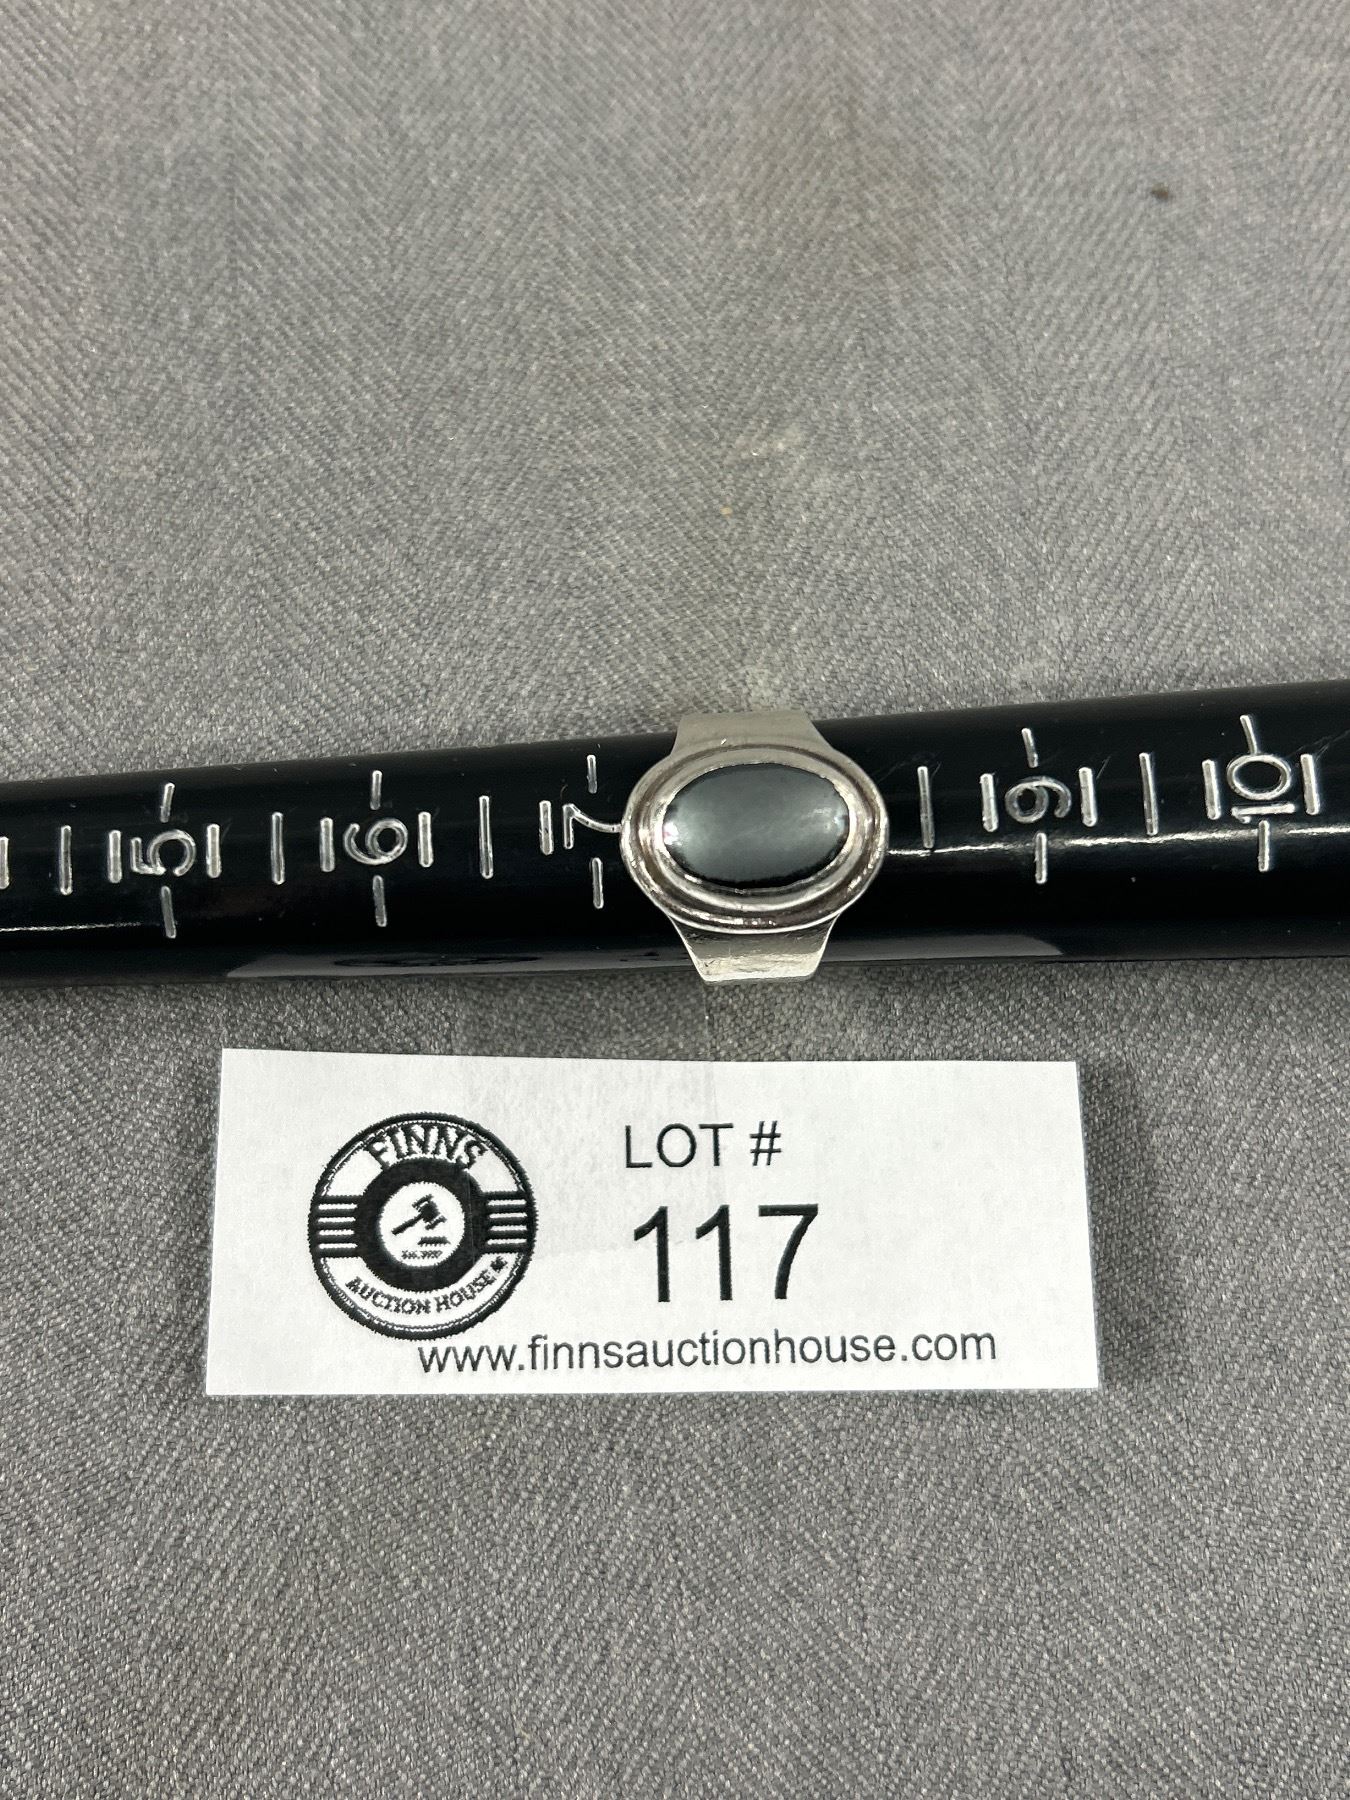 5 6 7 9 10
FINNS
AUCTION HOUSE
LOT #
117
www.finnsauctionhouse.com